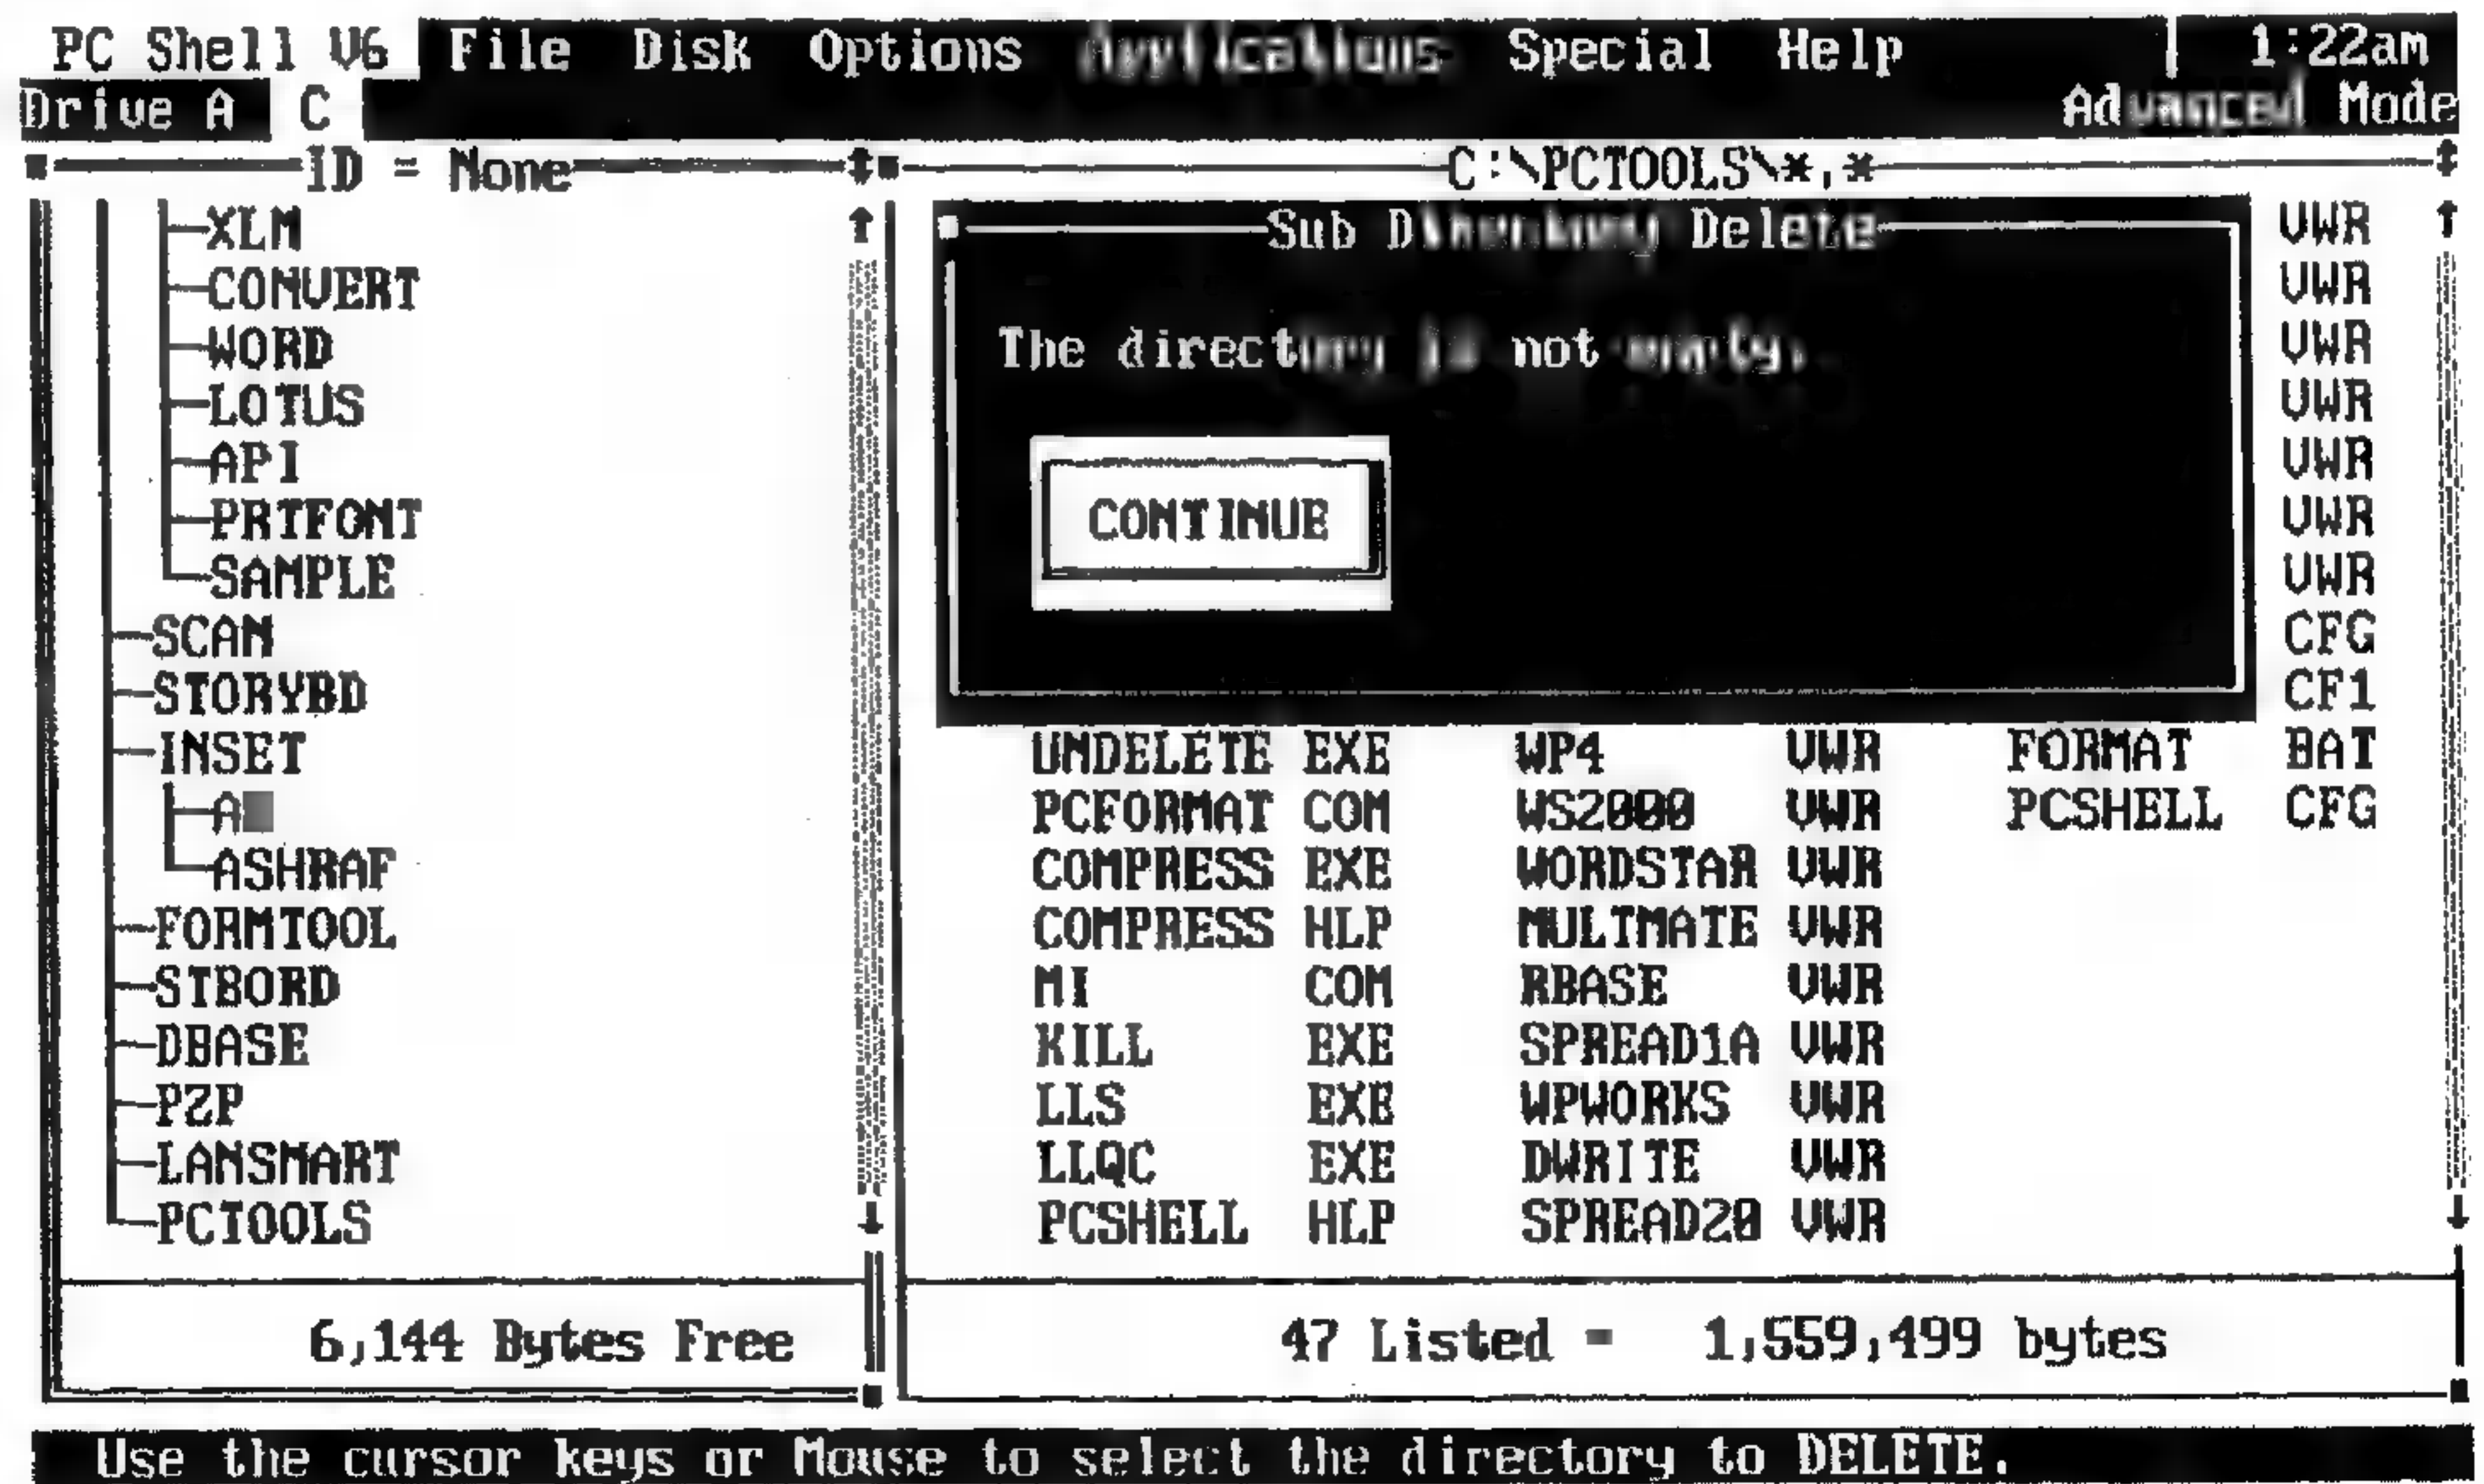 PC Shell V6 File Disk Options Special Help 1:22am
Drive A C Advanced Mode
ID = None
C:\PCTOOLS\*.*
XLM
CONVERT
WORD
LOTUS
API
PRTFONT
SAMPLE
SCAN
STORYBD
INSET
A
ASHRAF
FORMTOOL
STBORD
DBASE
PZP
LANSMART
PCTOOLS
6,144 Bytes Free
Sub Delete
The directory is not empty.
CONTINUE
VWR
VWR
VWR
VWR
VWR
VWR
VWR
CFG
CF1
UNDELETE EXE WP4 VWR FORMAT BAT
PCFORMAT COM WS2000 VWR PCSHELL CFG
COMPRESS EXE WORDSTAR VWR
COMPRESS HLP MULTMATE VWR
MI COM RBASE VWR
KILL EXE SPREAD1A VWR
LLS EXE WPWORKS VWR
LLQC EXE DWRITE VWR
PCSHELL HLP SPREAD20 VWR
47 Listed = 1,559,499 bytes
Use the cursor keys or Mouse to select the directory to DELETE.